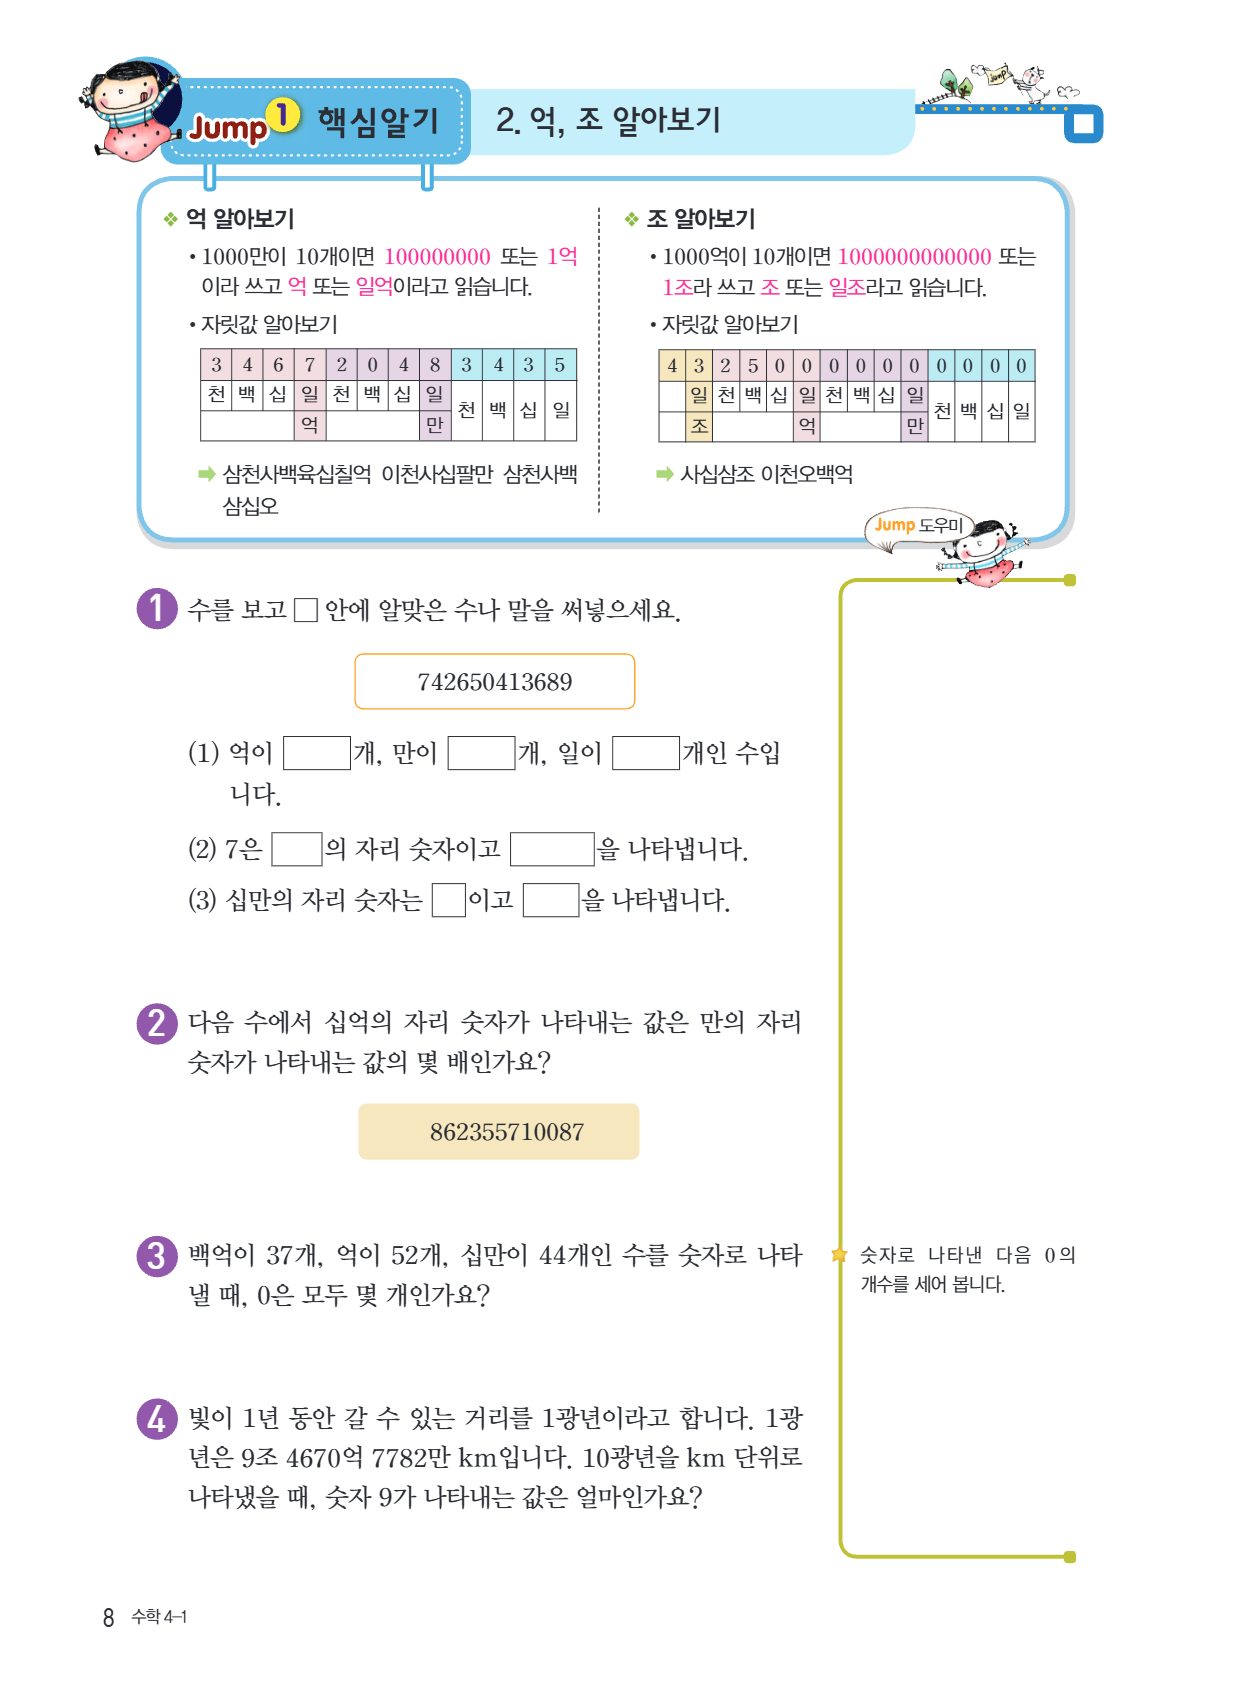 Jump 1 핵심알기 2. 억, 조 알아보기
Jump
억 알아보기
• 1000만이 10개이면 100000000 또는 1억
이라 쓰고 억 또는 일억이라고 읽습니다.
• 자릿값 알아보기
3 4 6 7 2 0 4 8 3 4 3 5
천 백 십 일 천 백 십 일 천 백 십 일
억 만
➡ 삼천사백육십칠억 이천사십팔만 삼천사백
삼십오
조 알아보기
• 1000억이 10개이면 1000000000000 또는
1조라 쓰고 조 또는 일조라고 읽습니다.
• 자릿값 알아보기
4 3 2 5 0 0 0 0 0 0 0 0 0 0
일 천 백 십 일 천 백 십 일 천 백 십 일
조 억 만
➡ 사십삼조 이천오백억
Jump 도우미
1 수를 보고 □ 안에 알맞은 수나 말을 써넣으세요.
742650413689
(1) 억이 □개, 만이 □개, 일이 □개인 수입
니다.
(2) 7은 □의 자리 숫자이고 □을 나타냅니다.
(3) 십만의 자리 숫자는 □이고 □을 나타냅니다.
2 다음 수에서 십억의 자리 숫자가 나타내는 값은 만의 자리
숫자가 나타내는 값의 몇 배인가요?
862355710087
3 백억이 37개, 억이 52개, 십만이 44개인 수를 숫자로 나타
낼 때, 0은 모두 몇 개인가요?
숫자로 나타낸 다음 0의
개수를 세어 봅니다.
4 빛이 1년 동안 갈 수 있는 거리를 1광년이라고 합니다. 1광
년은 9조 4670억 7782만 km입니다. 10광년을 km 단위로
나타냈을 때, 숫자 9가 나타내는 값은 얼마인가요?
8 수학 4-1